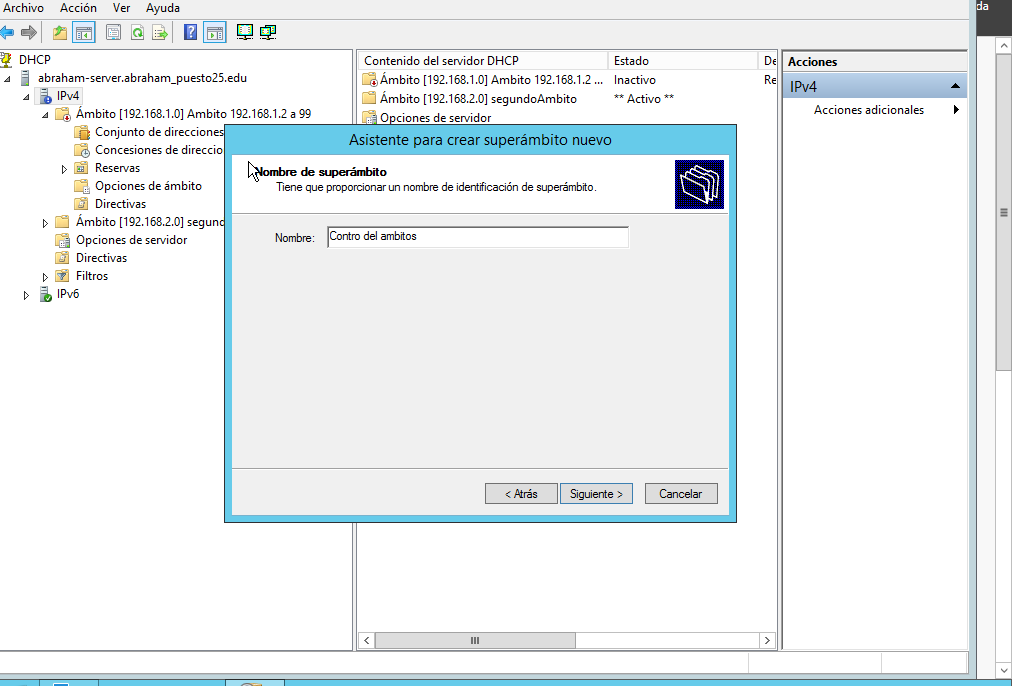 da
Archivo Acción Ver Ayuda
DHCP
abraham-server.abraham_puesto25.edu
IPv4
Ámbito [192.168.1.0] Ambito 192.168.1.2 a 99
Conjunto de direcciones
Concesiones de direccio
Reservas
Opciones de ámbito
Directivas
Ámbito [192.168.2.0] segund
Opciones de servidor
Directivas
Filtros
IPv6
Contenido del servidor DHCP Estado De
Ámbito [192.168.1.0] Ambito 192.168.1.2 ... Inactivo Re
Ámbito [192.168.2.0] segundoAmbito ** Activo **
Opciones de servidor
Acciones
IPv4
Acciones adicionales
Asistente para crear superámbito nuevo
Nombre de superámbito
Tiene que proporcionar un nombre de identificación de superámbito.
Nombre: Contro del ambitos
< Atrás Siguiente > Cancelar